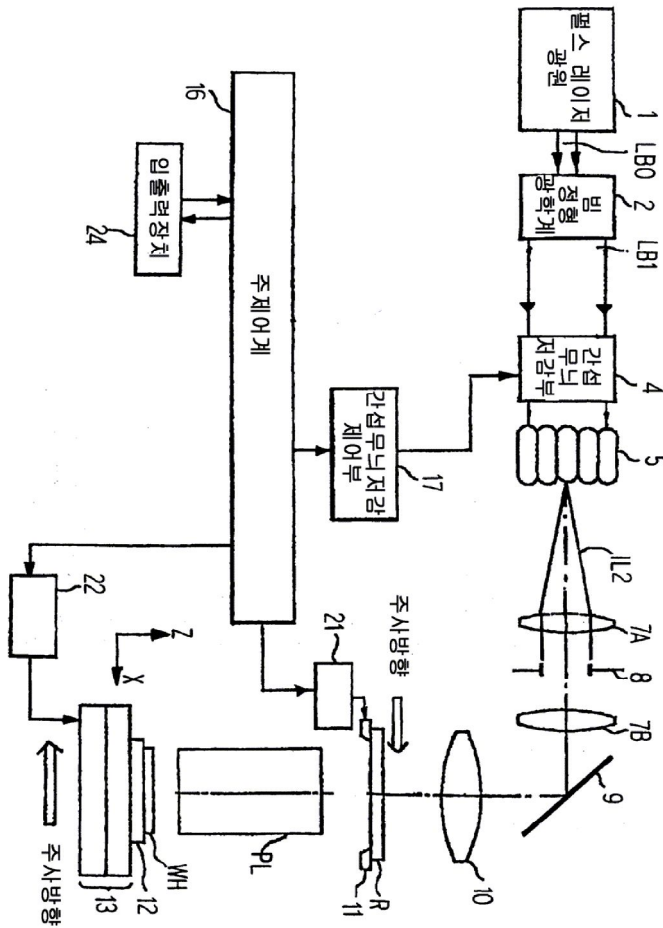 펄스 레이저
광원
1
LB0
빔
정형
광학계
2
LB1
간섭
무늬
저감부
4
5
IL2
7A
8
7B
9
16
주제어계
입출력장치
24
간섭무늬저감
제어부
17
주사방향
21
22
Z
X
10
R
11
PL
WH
12
13
주사방향